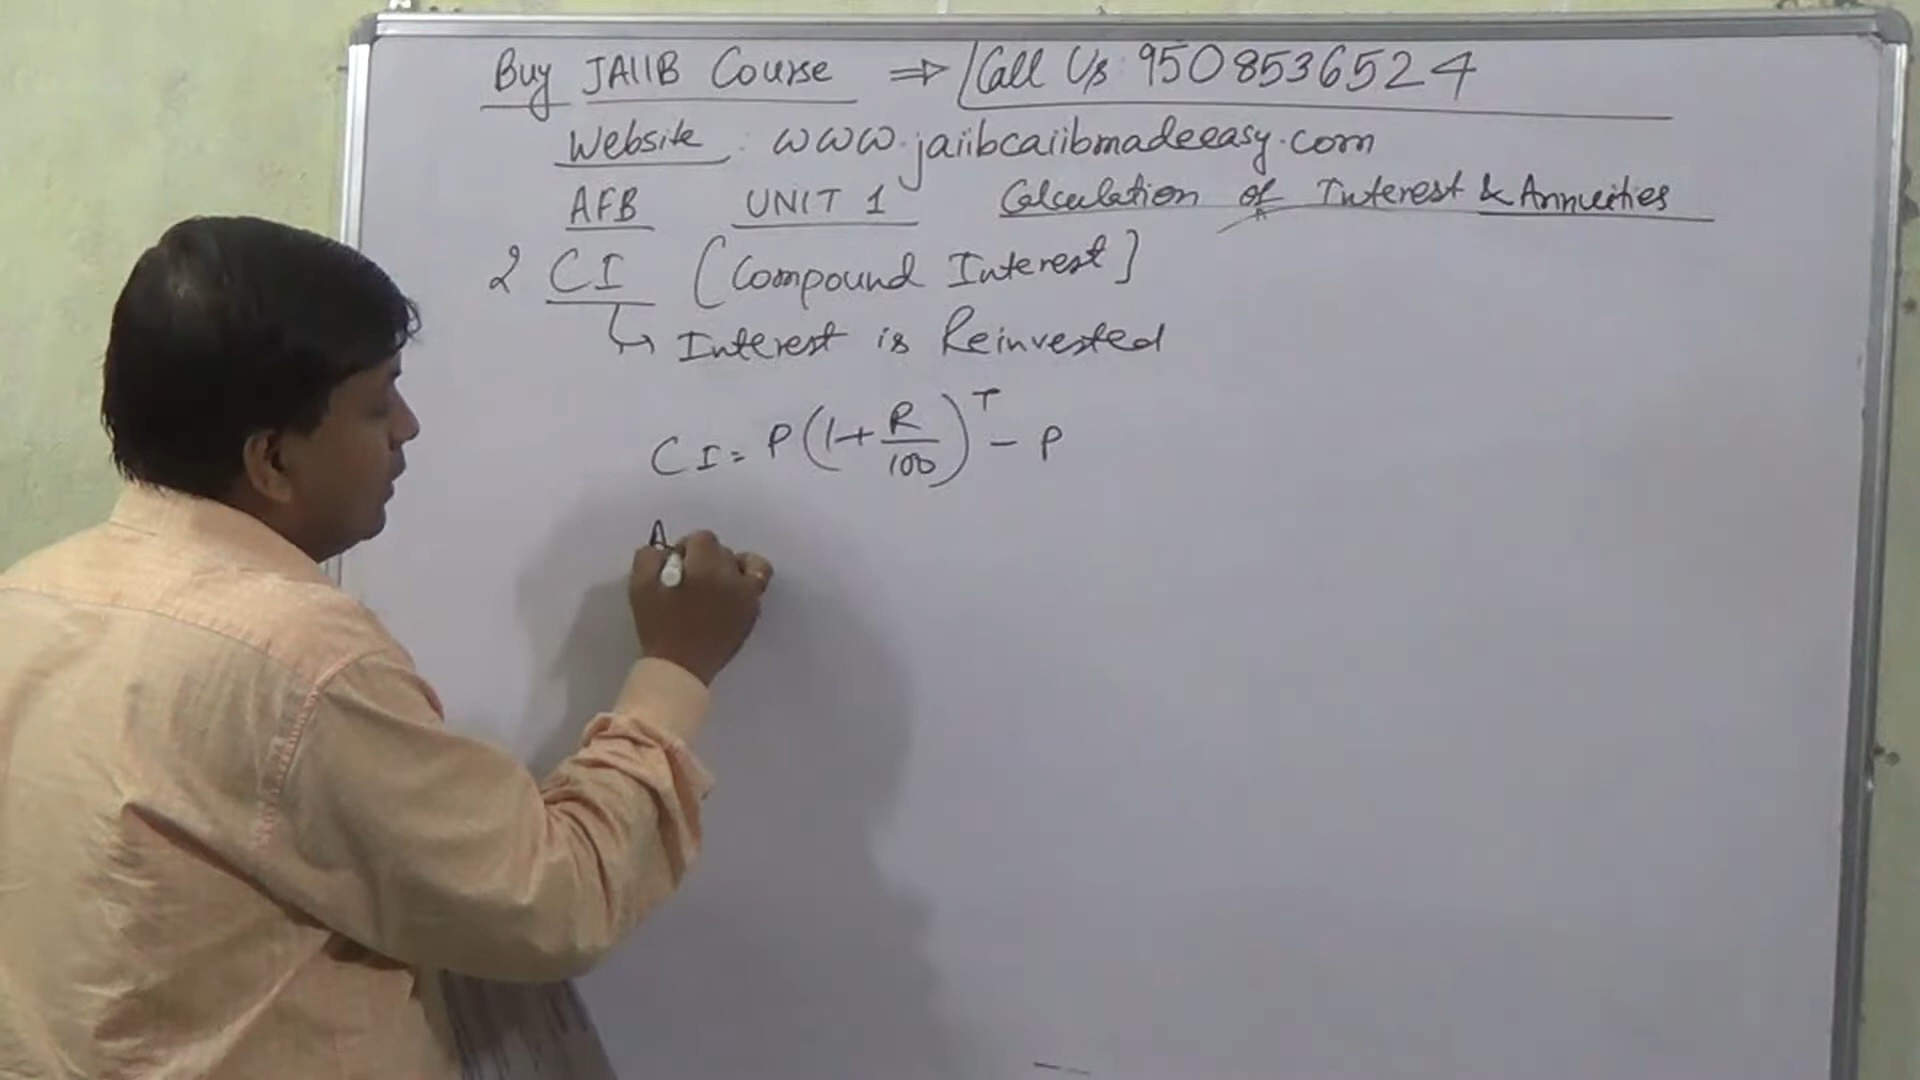 Buy JAIIB Course ⇒ Call Us: 9508536524
Website: www.jaiibcaiibmadeeasy.com
AFB UNIT 1 Calculation of Interest & Annuities
2 CI (Compound Interest]
↳ Interest is Reinvested
CI = P(1+R/100)^T - P
A